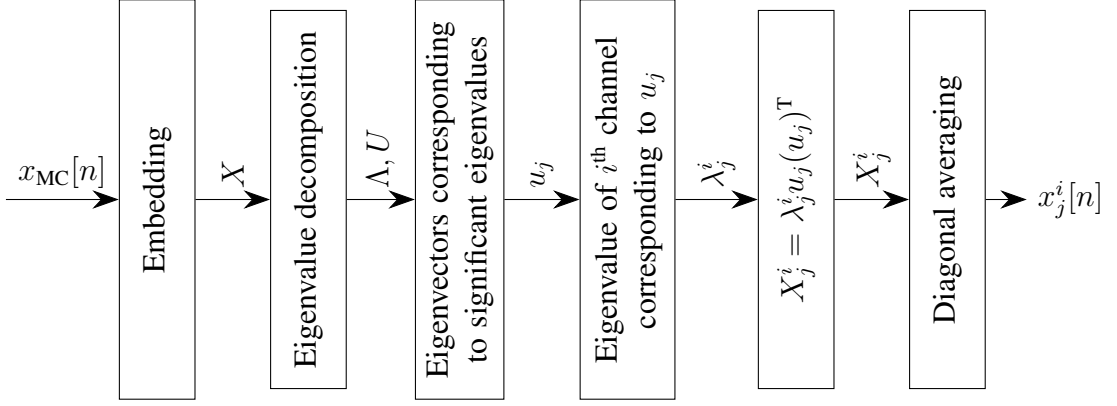 x_MC[n]
Embedding
X
Eigenvalue decomposition
Λ, U
Eigenvectors corresponding
to significant eigenvalues
u_j
Eigenvalue of i^th channel
corresponding to u_j
λ_j^i
X_j^i = λ_j^i u_j (u_j)^T
X_j^i
Diagonal averaging
x_j^i[n]